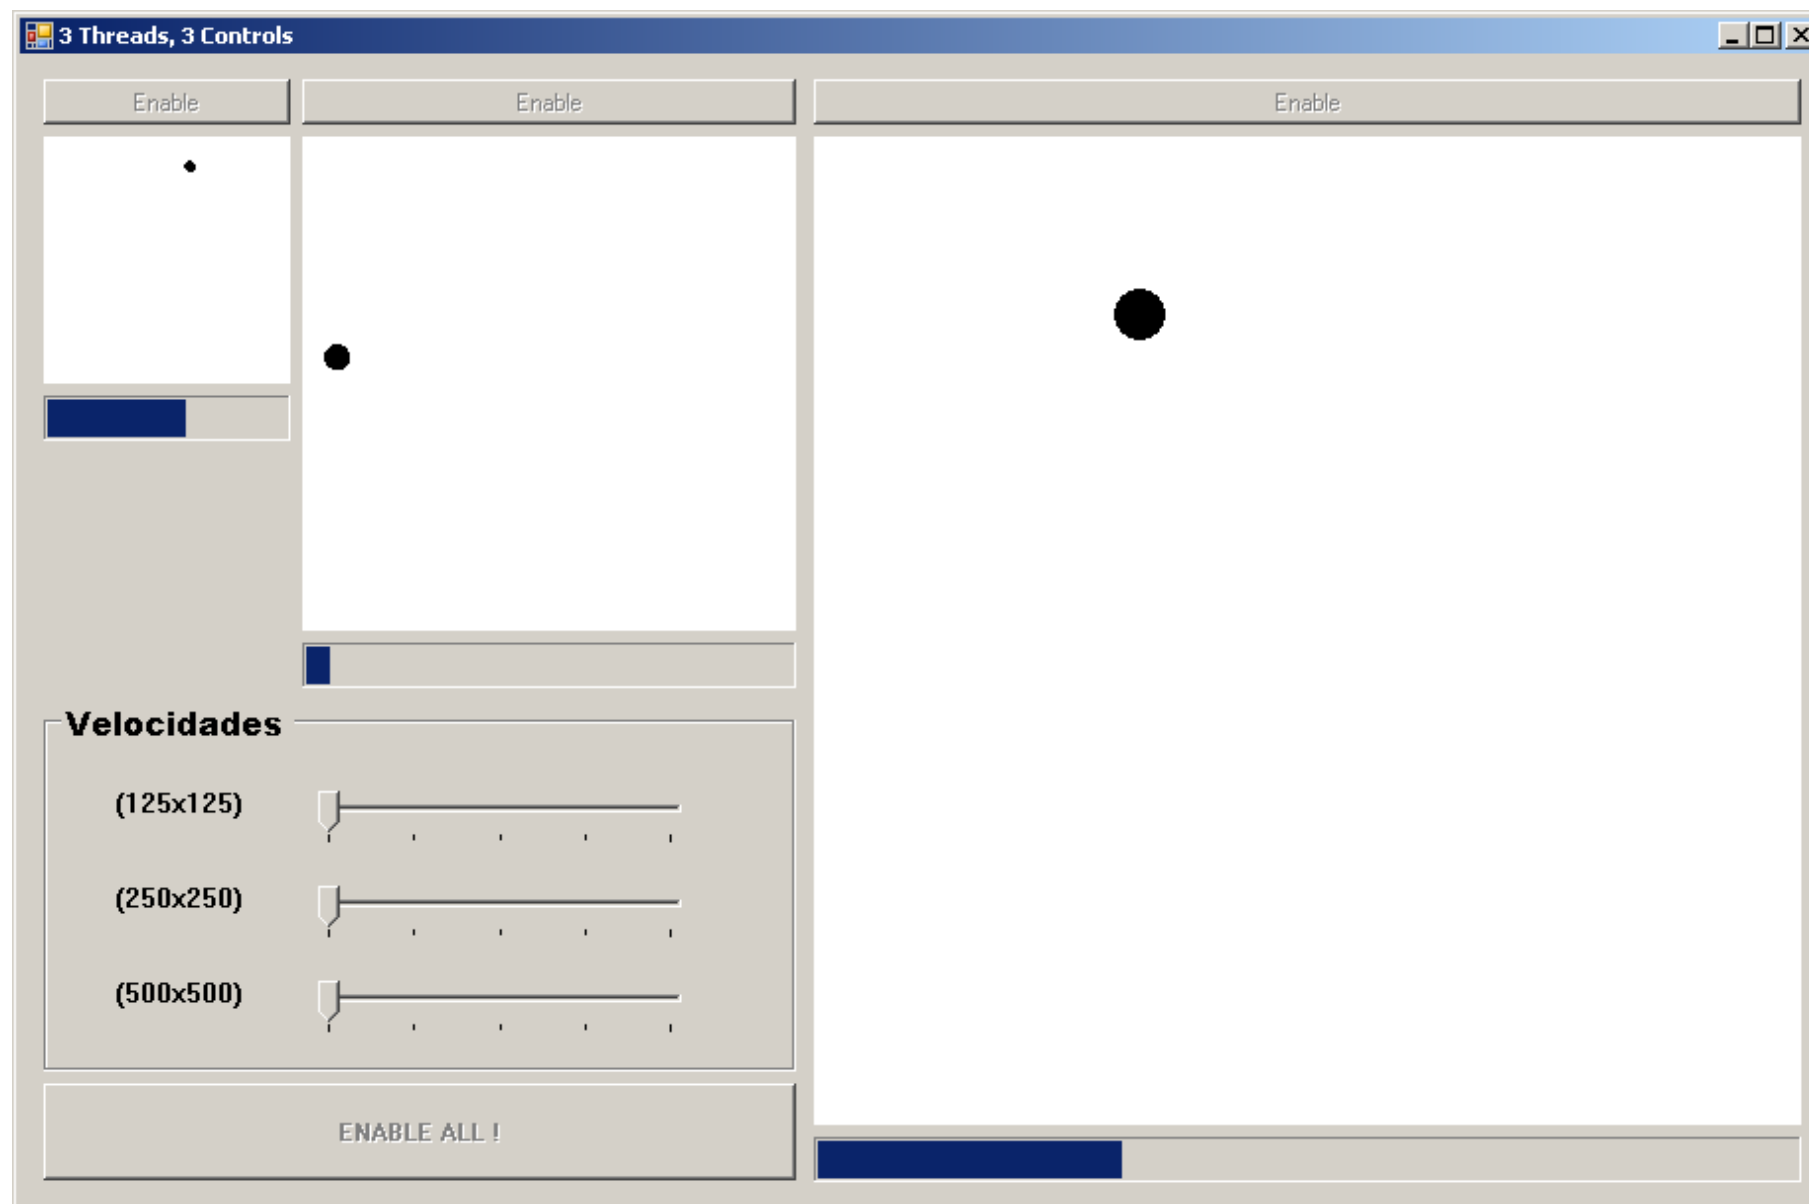 3 Threads, 3 Controls
Enable
Enable
Enable
Velocidades
(125x125)
(250x250)
(500x500)
ENABLE ALL !